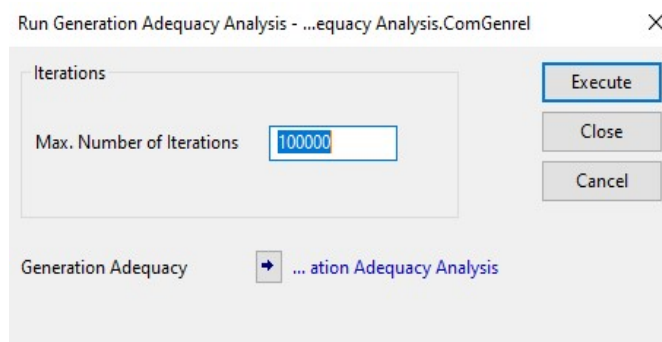 Run Generation Adequacy Analysis - ...equacy Analysis.ComGenrel
Iterations
Execute
Max. Number of Iterations 100000
Close
Cancel
Generation Adequacy ... ation Adequacy Analysis